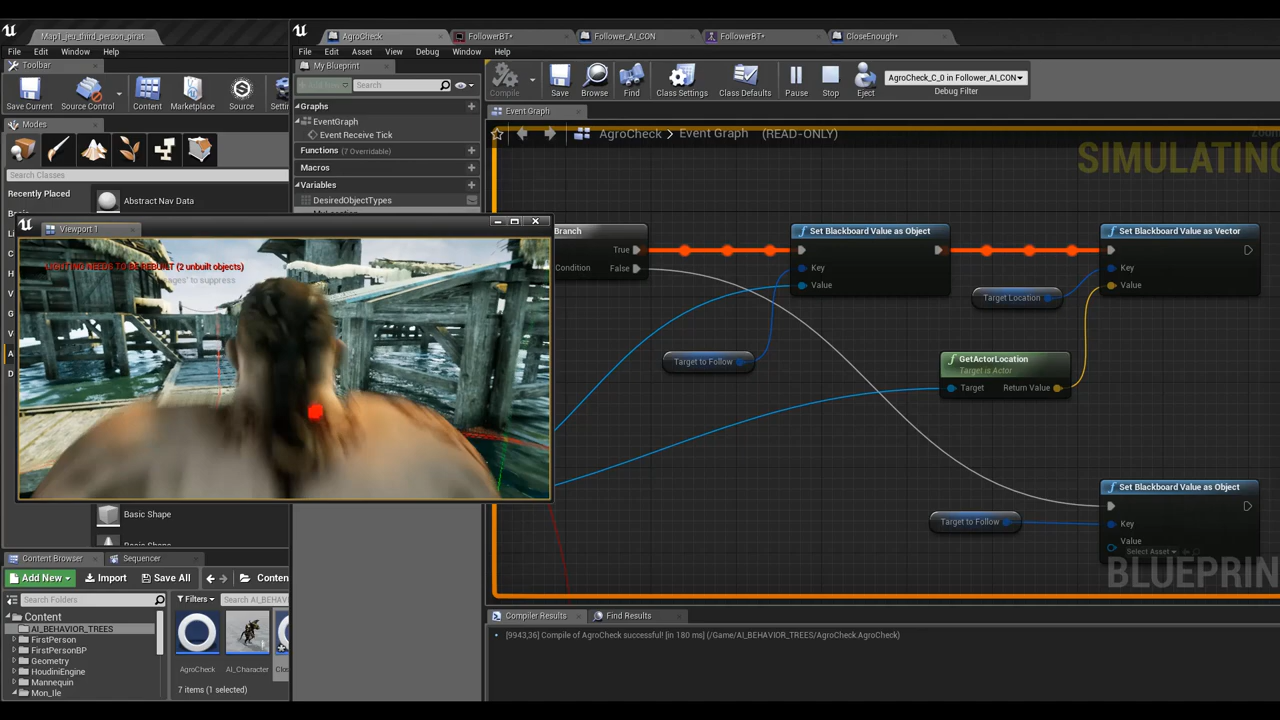 Map1_jeu_third_person_pirat
File Edit Window Help
Toolbar
Save Current
Source Control
Content
Marketplace
Source
Modes
Search Classes
Recently Placed
Abstract Nav Data
Basic Shape
AgroCheck
FollowerBT*
Follower_AI_CON
FollowerBT*
CloseEnough*
File Edit Asset View Debug Window Help
My Blueprint
Search
Graphs
EventGraph
Event Receive Tick
Functions (7 Overridable)
Macros
Variables
DesiredObjectTypes
Compile
Save
Browse
Find
Class Settings
Class Defaults
Pause
Stop
Eject
AgroCheck_C_0 in Follower_AI_CON
Debug Filter
Event Graph
AgroCheck > Event Graph (READ-ONLY)
SIMULATING
Viewport 1
LIGHTING NEEDS TO BE REBUILT (2 unbuilt objects)
to suppress
Branch
True
Condition False
Set Blackboard Value as Object
Key
Value
Target to Follow
Set Blackboard Value as Vector
Key
Value
Target Location
GetActorLocation
Target is Actor
Target Return Value
Set Blackboard Value as Object
Key
Value
Select Asset
Target to Follow
BLUEPRIN
Compiler Results
Find Results
[9943,36] Compile of AgroCheck successful! [in 180 ms] (/Game/AI_BEHAVIOR_TREES/AgroCheck.AgroCheck)
Content Browser
Sequencer
Add New
Import
Save All
Conten
Search Folders
Filters
Search AI_BEHAV
Content
AI_BEHAVIOR_TREES
FirstPerson
FirstPersonBP
Geometry
HoudiniEngine
Mannequin
Mon_Ile
AgroCheck
AI_Character
7 items (1 selected)